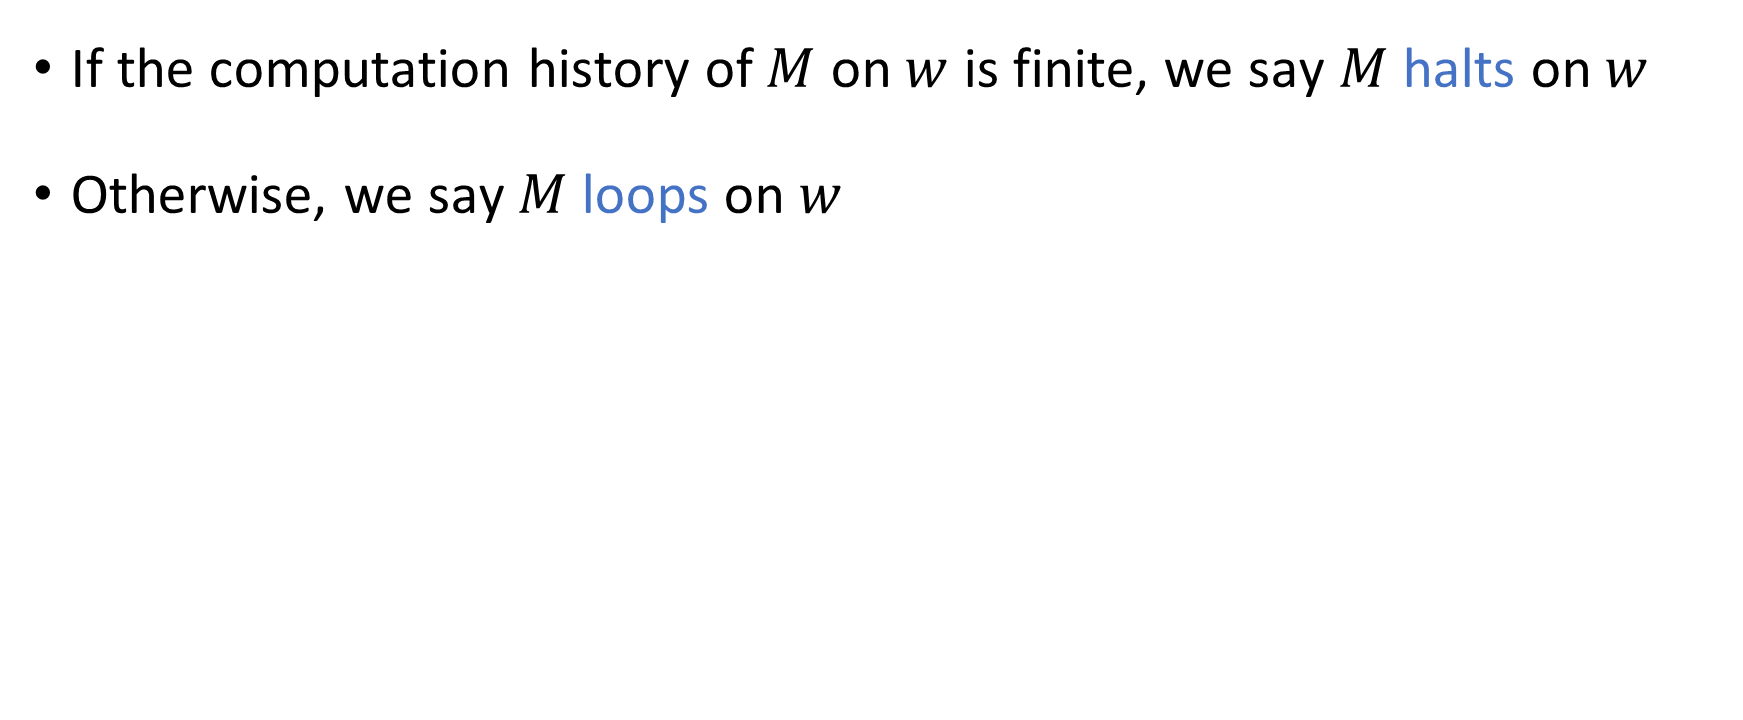 • If the computation history of 𝑀 on 𝑤 is finite, we say 𝑀 halts on 𝑤
• Otherwise, we say 𝑀 loops on 𝑤